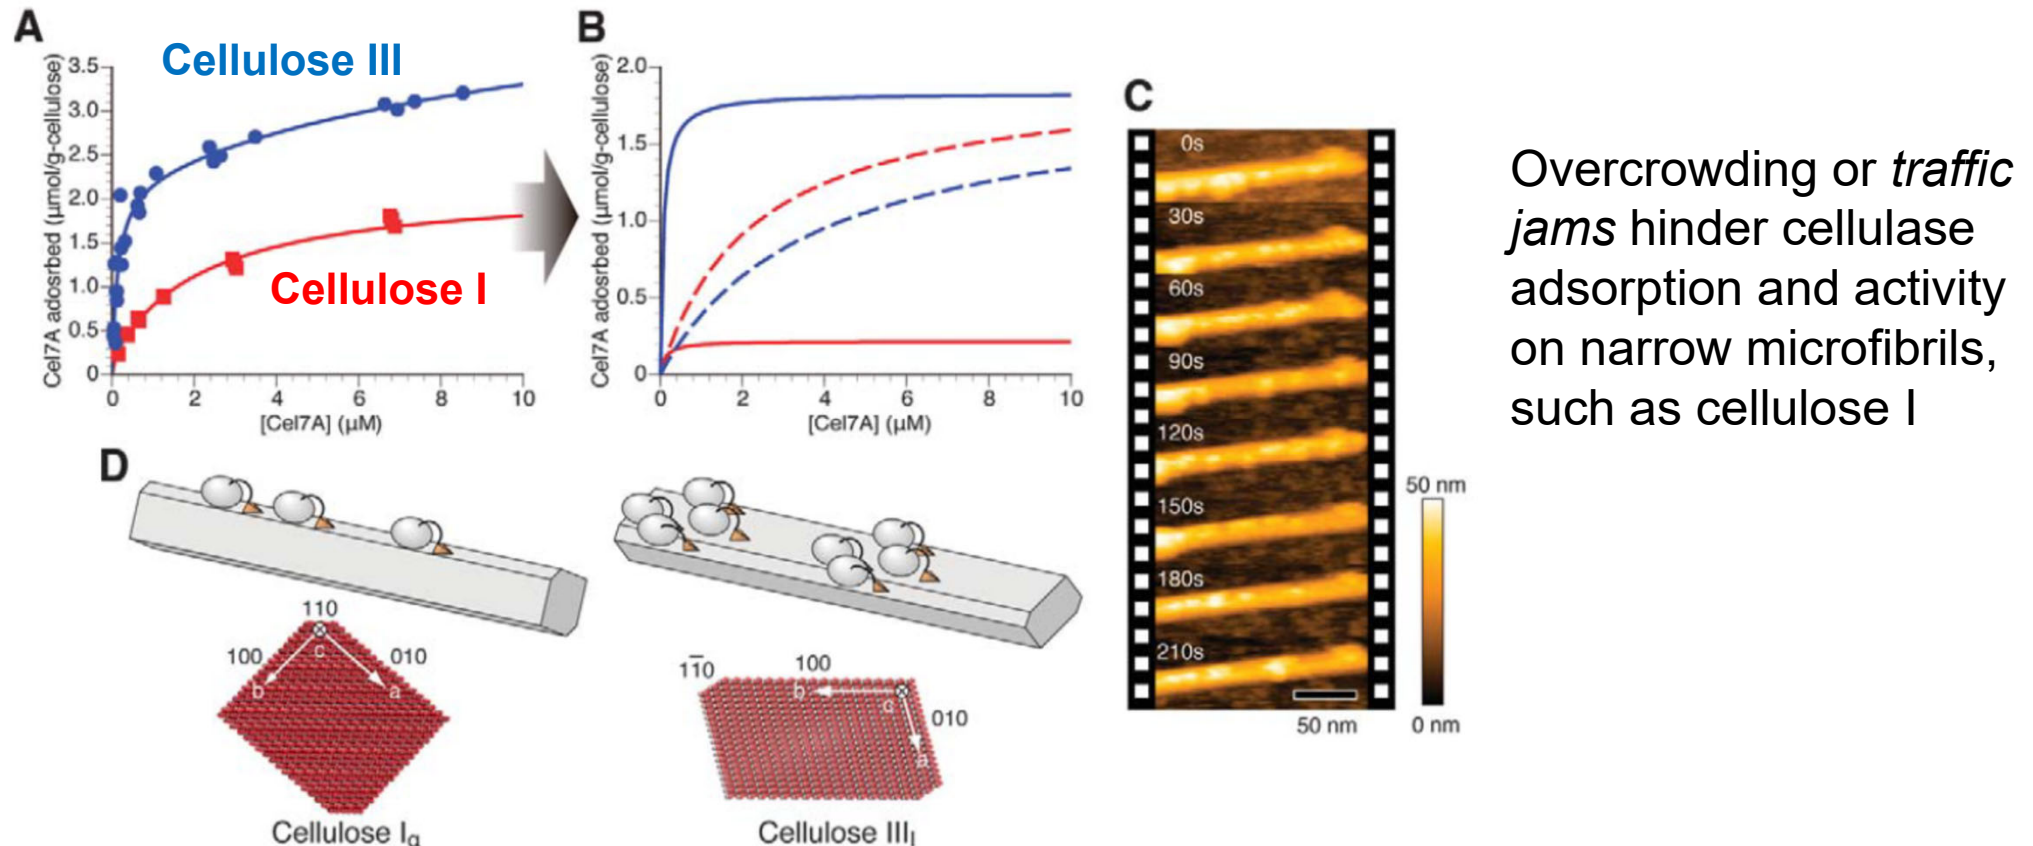 A
Cellulose III
Cel7A adosrbed (μmol/g-cellulose)
3.5
3.0
2.5
2.0
1.5
1.0
0.5
0
Cellulose I
0 2 4 6 8 10
[Cel7A] (μM)
B
Cel7A adosrbed (μmol/g-cellulose)
2.0
1.5
1.0
0.5
0
0 2 4 6 8 10
[Cel7A] (μM)
C
0s
30s
60s
90s
120s
150s
180s
210s
50 nm
50 nm
0 nm
Overcrowding or traffic
jams hinder cellulase
adsorption and activity
on narrow microfibrils,
such as cellulose I
D
110
100
010
c
b
a
Cellulose Iα
11̅0
100
b
c
010
a
Cellulose IIII